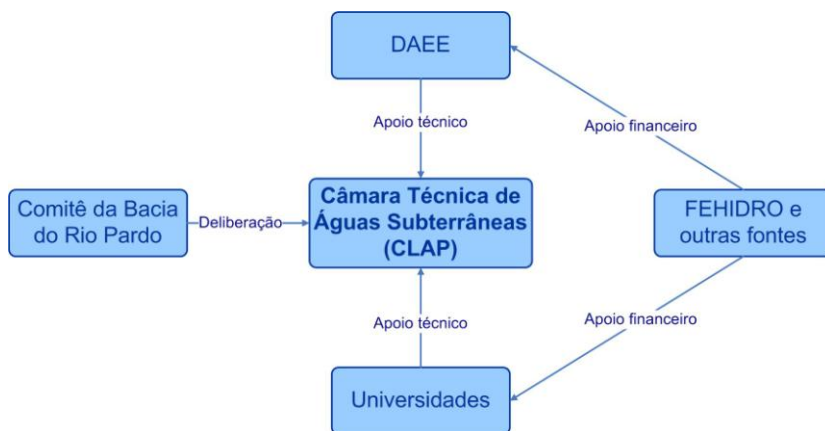 DAEE
Apoio técnico
Apoio financeiro
Comitê da Bacia
do Rio Pardo
Deliberação
Câmara Técnica de
Águas Subterrâneas
(CLAP)
FEHIDRO e
outras fontes
Apoio técnico
Apoio financeiro
Universidades